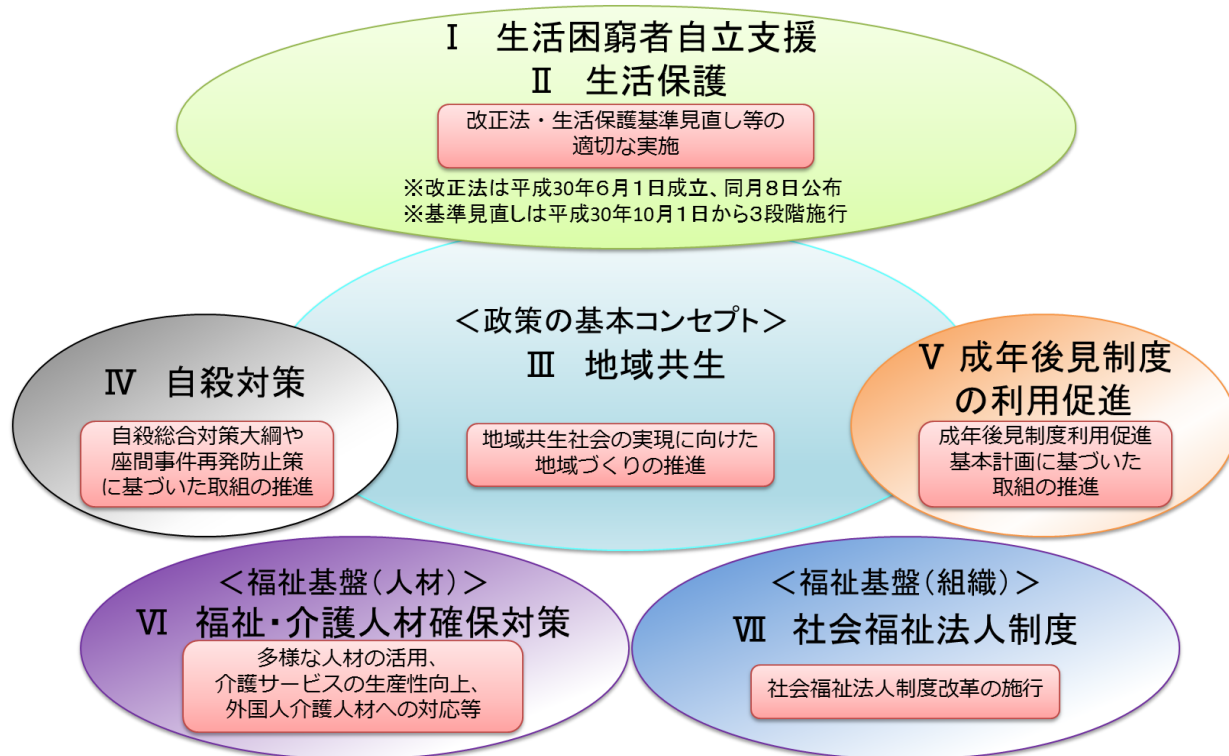 Ⅰ 生活困窮者自立支援
Ⅱ 生活保護
改正法・生活保護基準見直し等の
適切な実施
※改正法は平成30年6月1日成立、同月8日公布
※基準見直しは平成30年10月1日から3段階施行
＜政策の基本コンセプト＞
Ⅲ 地域共生
地域共生社会の実現に向けた
地域づくりの推進
Ⅳ 自殺対策
自殺総合対策大綱や
座間事件再発防止策
に基づいた取組の推進
Ⅴ 成年後見制度
の利用促進
成年後見制度利用促進
基本計画に基づいた
取組の推進
＜福祉基盤(人材)＞
Ⅵ 福祉・介護人材確保対策
多様な人材の活用、
介護サービスの生産性向上、
外国人介護人材への対応等
＜福祉基盤(組織)＞
Ⅶ 社会福祉法人制度
社会福祉法人制度改革の施行